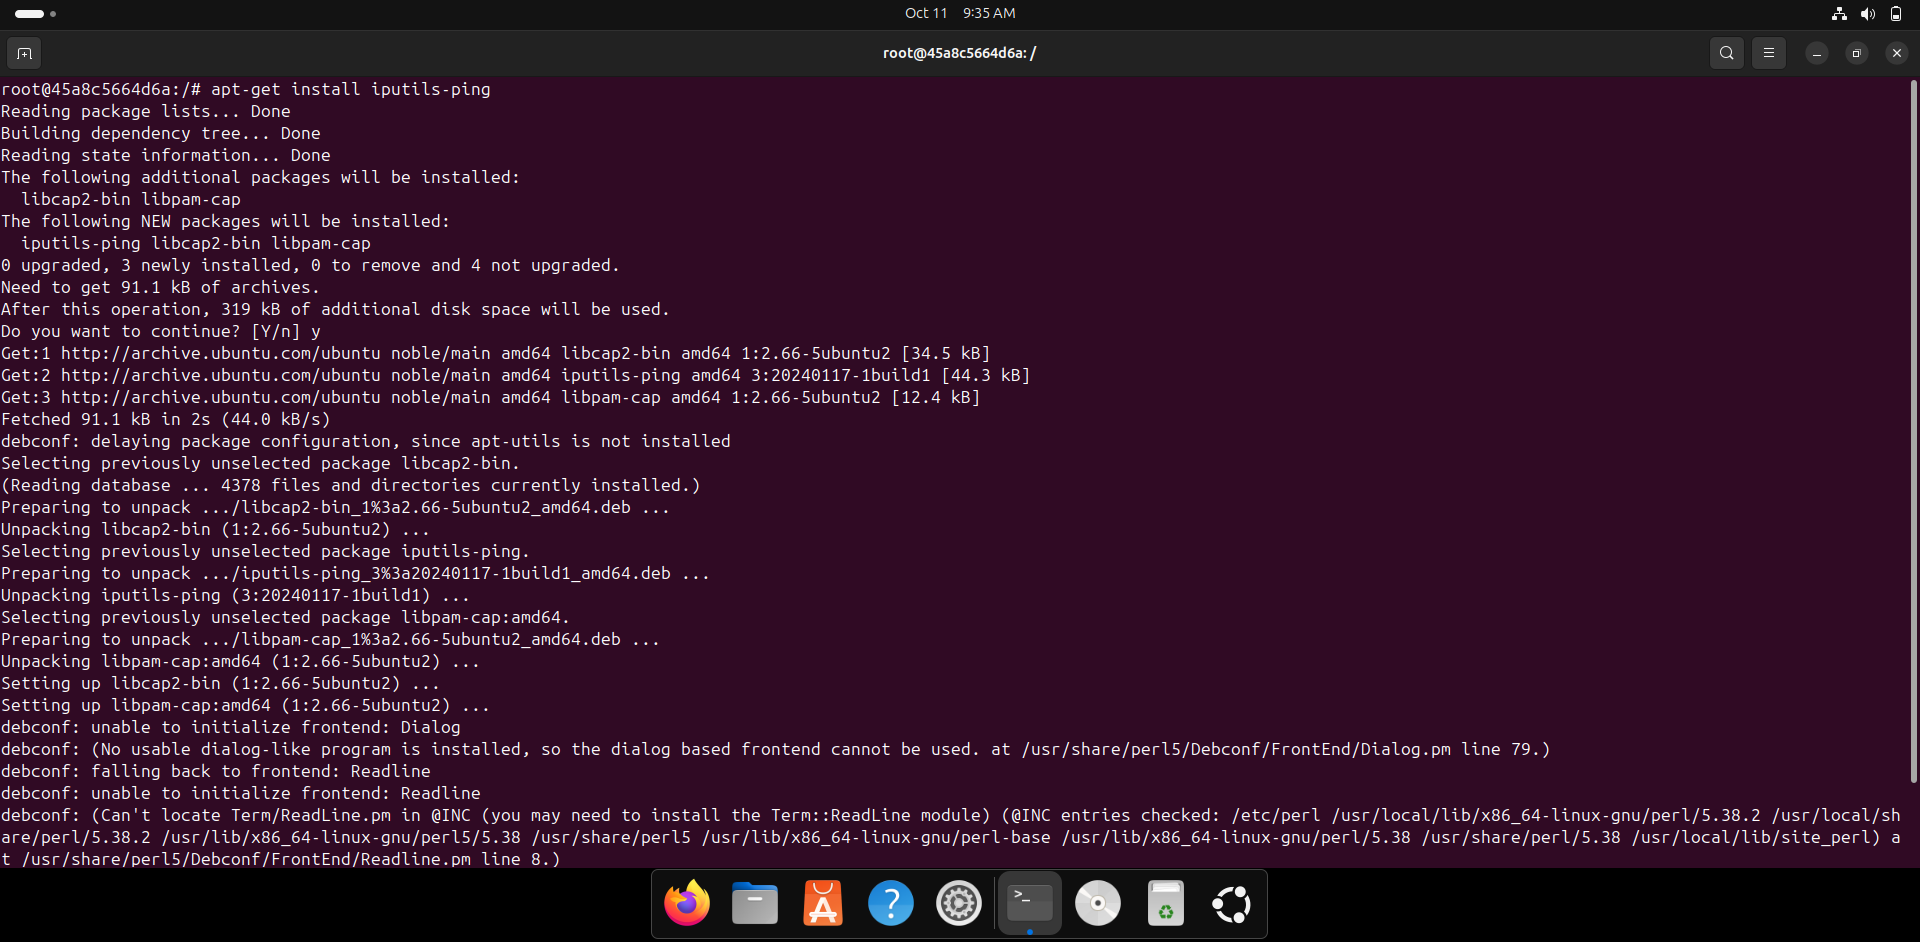 Oct 11 9:35 AM
root@45a8c5664d6a: /
root@45a8c5664d6a:/# apt-get install iputils-ping
Reading package lists... Done
Building dependency tree... Done
Reading state information... Done
The following additional packages will be installed:
  libcap2-bin libpam-cap
The following NEW packages will be installed:
  iputils-ping libcap2-bin libpam-cap
0 upgraded, 3 newly installed, 0 to remove and 4 not upgraded.
Need to get 91.1 kB of archives.
After this operation, 319 kB of additional disk space will be used.
Do you want to continue? [Y/n] y
Get:1 http://archive.ubuntu.com/ubuntu noble/main amd64 libcap2-bin amd64 1:2.66-5ubuntu2 [34.5 kB]
Get:2 http://archive.ubuntu.com/ubuntu noble/main amd64 iputils-ping amd64 3:20240117-1build1 [44.3 kB]
Get:3 http://archive.ubuntu.com/ubuntu noble/main amd64 libpam-cap amd64 1:2.66-5ubuntu2 [12.4 kB]
Fetched 91.1 kB in 2s (44.0 kB/s)
debconf: delaying package configuration, since apt-utils is not installed
Selecting previously unselected package libcap2-bin.
(Reading database ... 4378 files and directories currently installed.)
Preparing to unpack .../libcap2-bin_1%3a2.66-5ubuntu2_amd64.deb ...
Unpacking libcap2-bin (1:2.66-5ubuntu2) ...
Selecting previously unselected package iputils-ping.
Preparing to unpack .../iputils-ping_3%3a20240117-1build1_amd64.deb ...
Unpacking iputils-ping (3:20240117-1build1) ...
Selecting previously unselected package libpam-cap:amd64.
Preparing to unpack .../libpam-cap_1%3a2.66-5ubuntu2_amd64.deb ...
Unpacking libpam-cap:amd64 (1:2.66-5ubuntu2) ...
Setting up libcap2-bin (1:2.66-5ubuntu2) ...
Setting up libpam-cap:amd64 (1:2.66-5ubuntu2) ...
debconf: unable to initialize frontend: Dialog
debconf: (No usable dialog-like program is installed, so the dialog based frontend cannot be used. at /usr/share/perl5/Debconf/FrontEnd/Dialog.pm line 79.)
debconf: falling back to frontend: Readline
debconf: unable to initialize frontend: Readline
debconf: (Can't locate Term/ReadLine.pm in @INC (you may need to install the Term::ReadLine module) (@INC entries checked: /etc/perl /usr/local/lib/x86_64-linux-gnu/perl/5.38.2 /usr/local/sh
are/perl/5.38.2 /usr/lib/x86_64-linux-gnu/perl5/5.38 /usr/share/perl5 /usr/lib/x86_64-linux-gnu/perl-base /usr/lib/x86_64-linux-gnu/perl/5.38 /usr/share/perl/5.38 /usr/local/lib/site_perl) a
t /usr/share/perl5/Debconf/FrontEnd/Readline.pm line 8.)